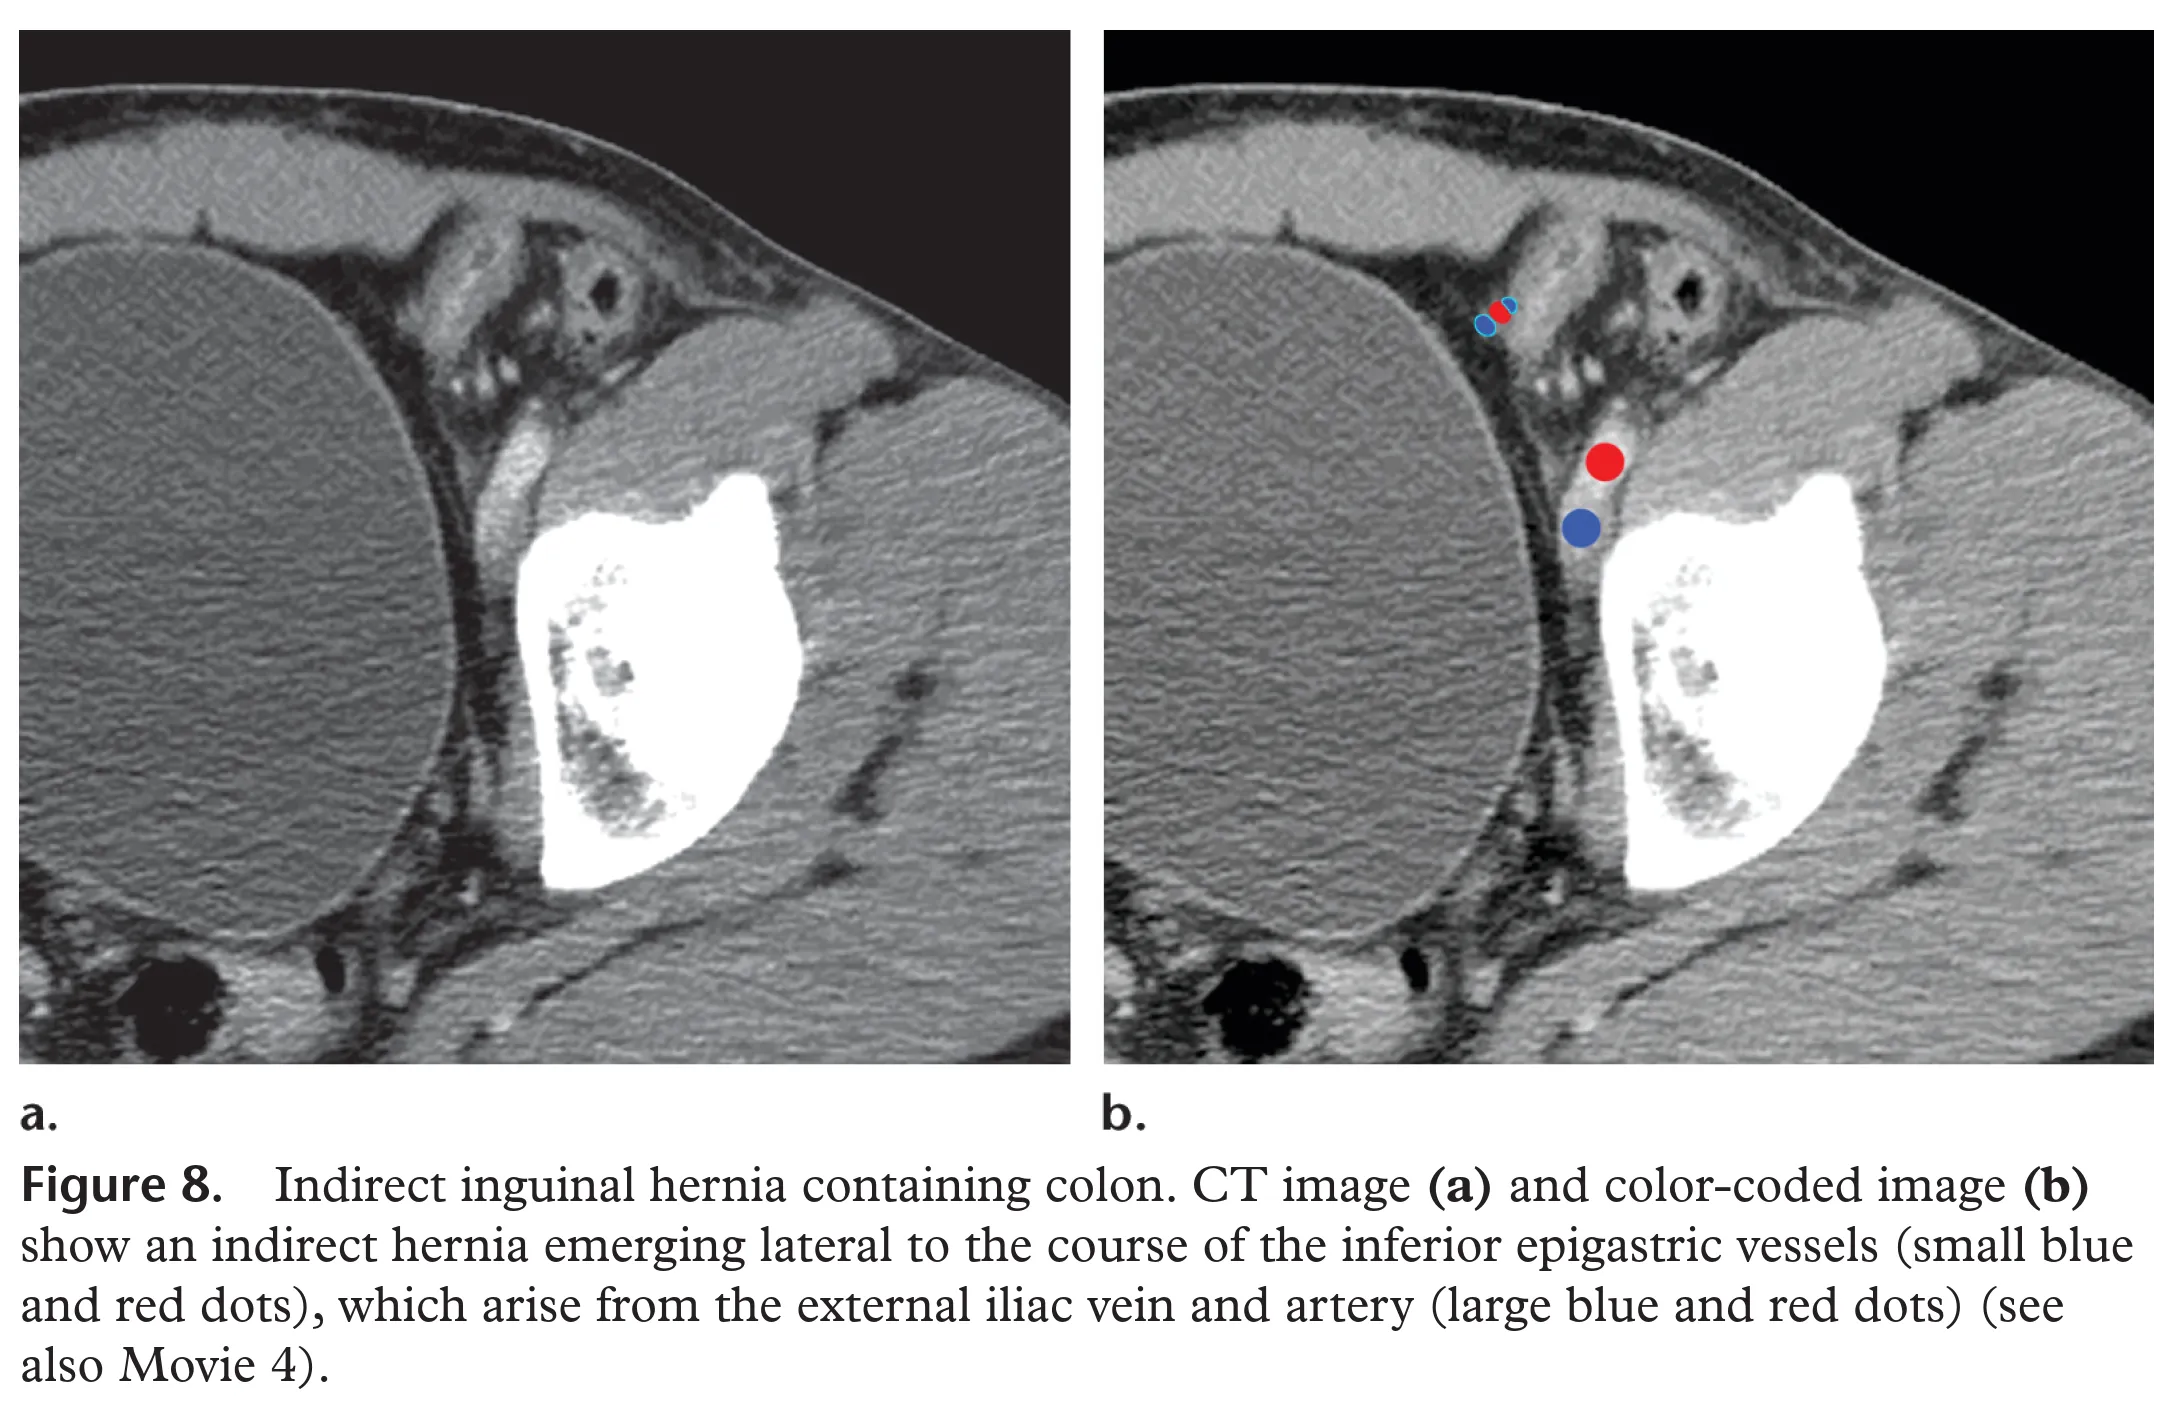 a.
b.
Figure 8. Indirect inguinal hernia containing colon. CT image (a) and color-coded image (b)
show an indirect hernia emerging lateral to the course of the inferior epigastric vessels (small blue
and red dots), which arise from the external iliac vein and artery (large blue and red dots) (see
also Movie 4).